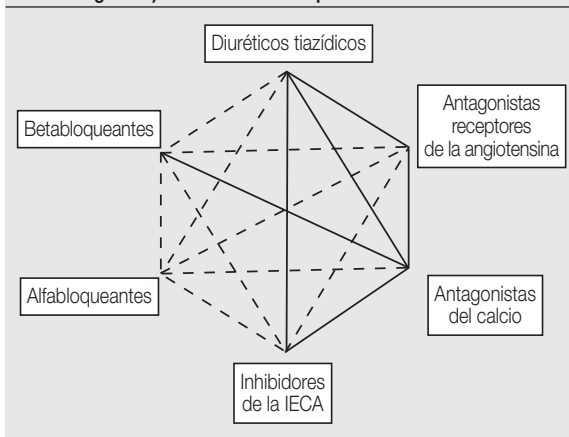 Diuréticos tiazídicos
Betabloqueantes
Antagonistas
receptores
de la angiotensina
Alfabloqueantes
Antagonistas
del calcio
Inhibidores
de la IECA